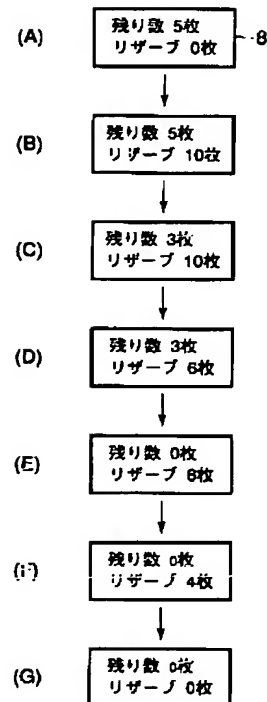 (A)
残り数 5枚
リザーブ 0枚
8
(B)
残り数 5枚
リザーブ 10枚
(C)
残り数 3枚
リザーブ 10枚
(D)
残り数 3枚
リザーブ 6枚
(E)
残り数 0枚
リザーブ 6枚
(F)
残り数 0枚
リザーブ 4枚
(G)
残り数 0枚
リザーブ 0枚